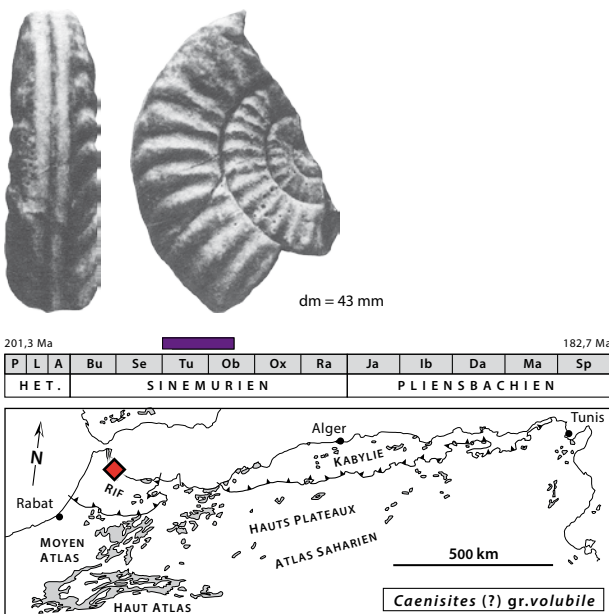 dm = 43 mm
201,3 Ma 182,7 Ma
P L A Bu Se Tu Ob Ox Ra Ja Ib Da Ma Sp
HET. SINEMURIEN PLIENSBACHIEN
N
Rabat
RIF
Alger
KABYLIE
Tunis
MOYEN
ATLAS
HAUTS PLATEAUX
ATLAS SAHARIEN
500 km
HAUT ATLAS
Caenisites (?) gr.volubile